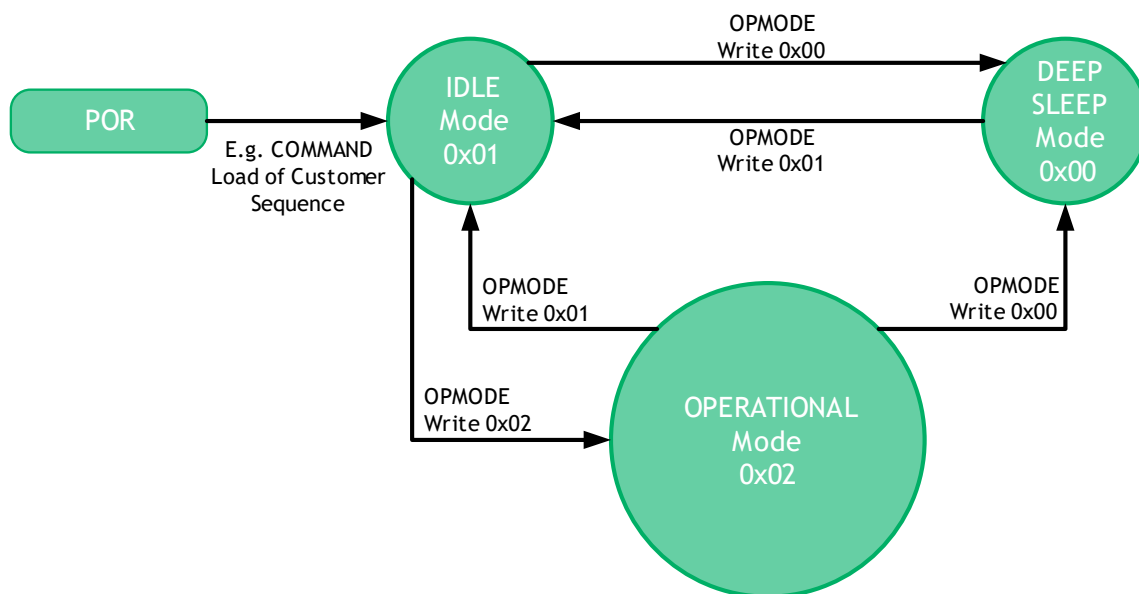 OPMODE
Write 0x00
POR
IDLE
Mode
0x01
DEEP
SLEEP
Mode
0x00
OPMODE
Write 0x01
E.g. COMMAND
Load of Customer
Sequence
OPMODE
Write 0x01
OPMODE
Write 0x00
OPMODE
Write 0x02
OPERATIONAL
Mode
0x02